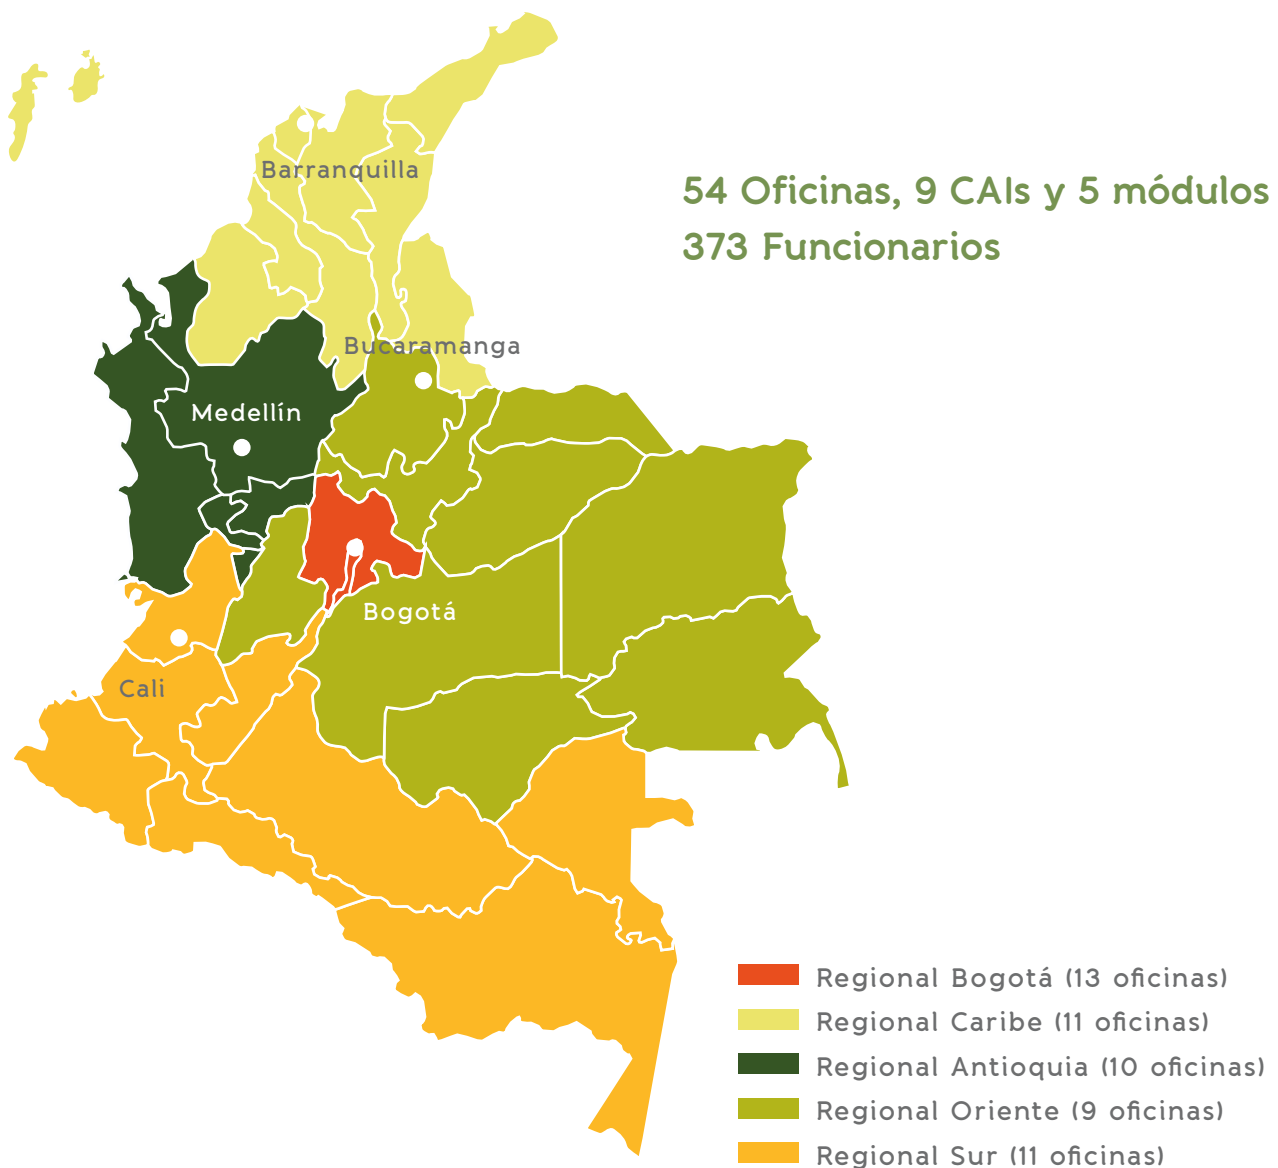 Barranquilla
54 Oficinas, 9 CAIs y 5 módulos
373 Funcionarios
Bucaramanga
Medellín
Bogotá
Cali
Regional Bogotá (13 oficinas)
Regional Caribe (11 oficinas)
Regional Antioquia (10 oficinas)
Regional Oriente (9 oficinas)
Regional Sur (11 oficinas)